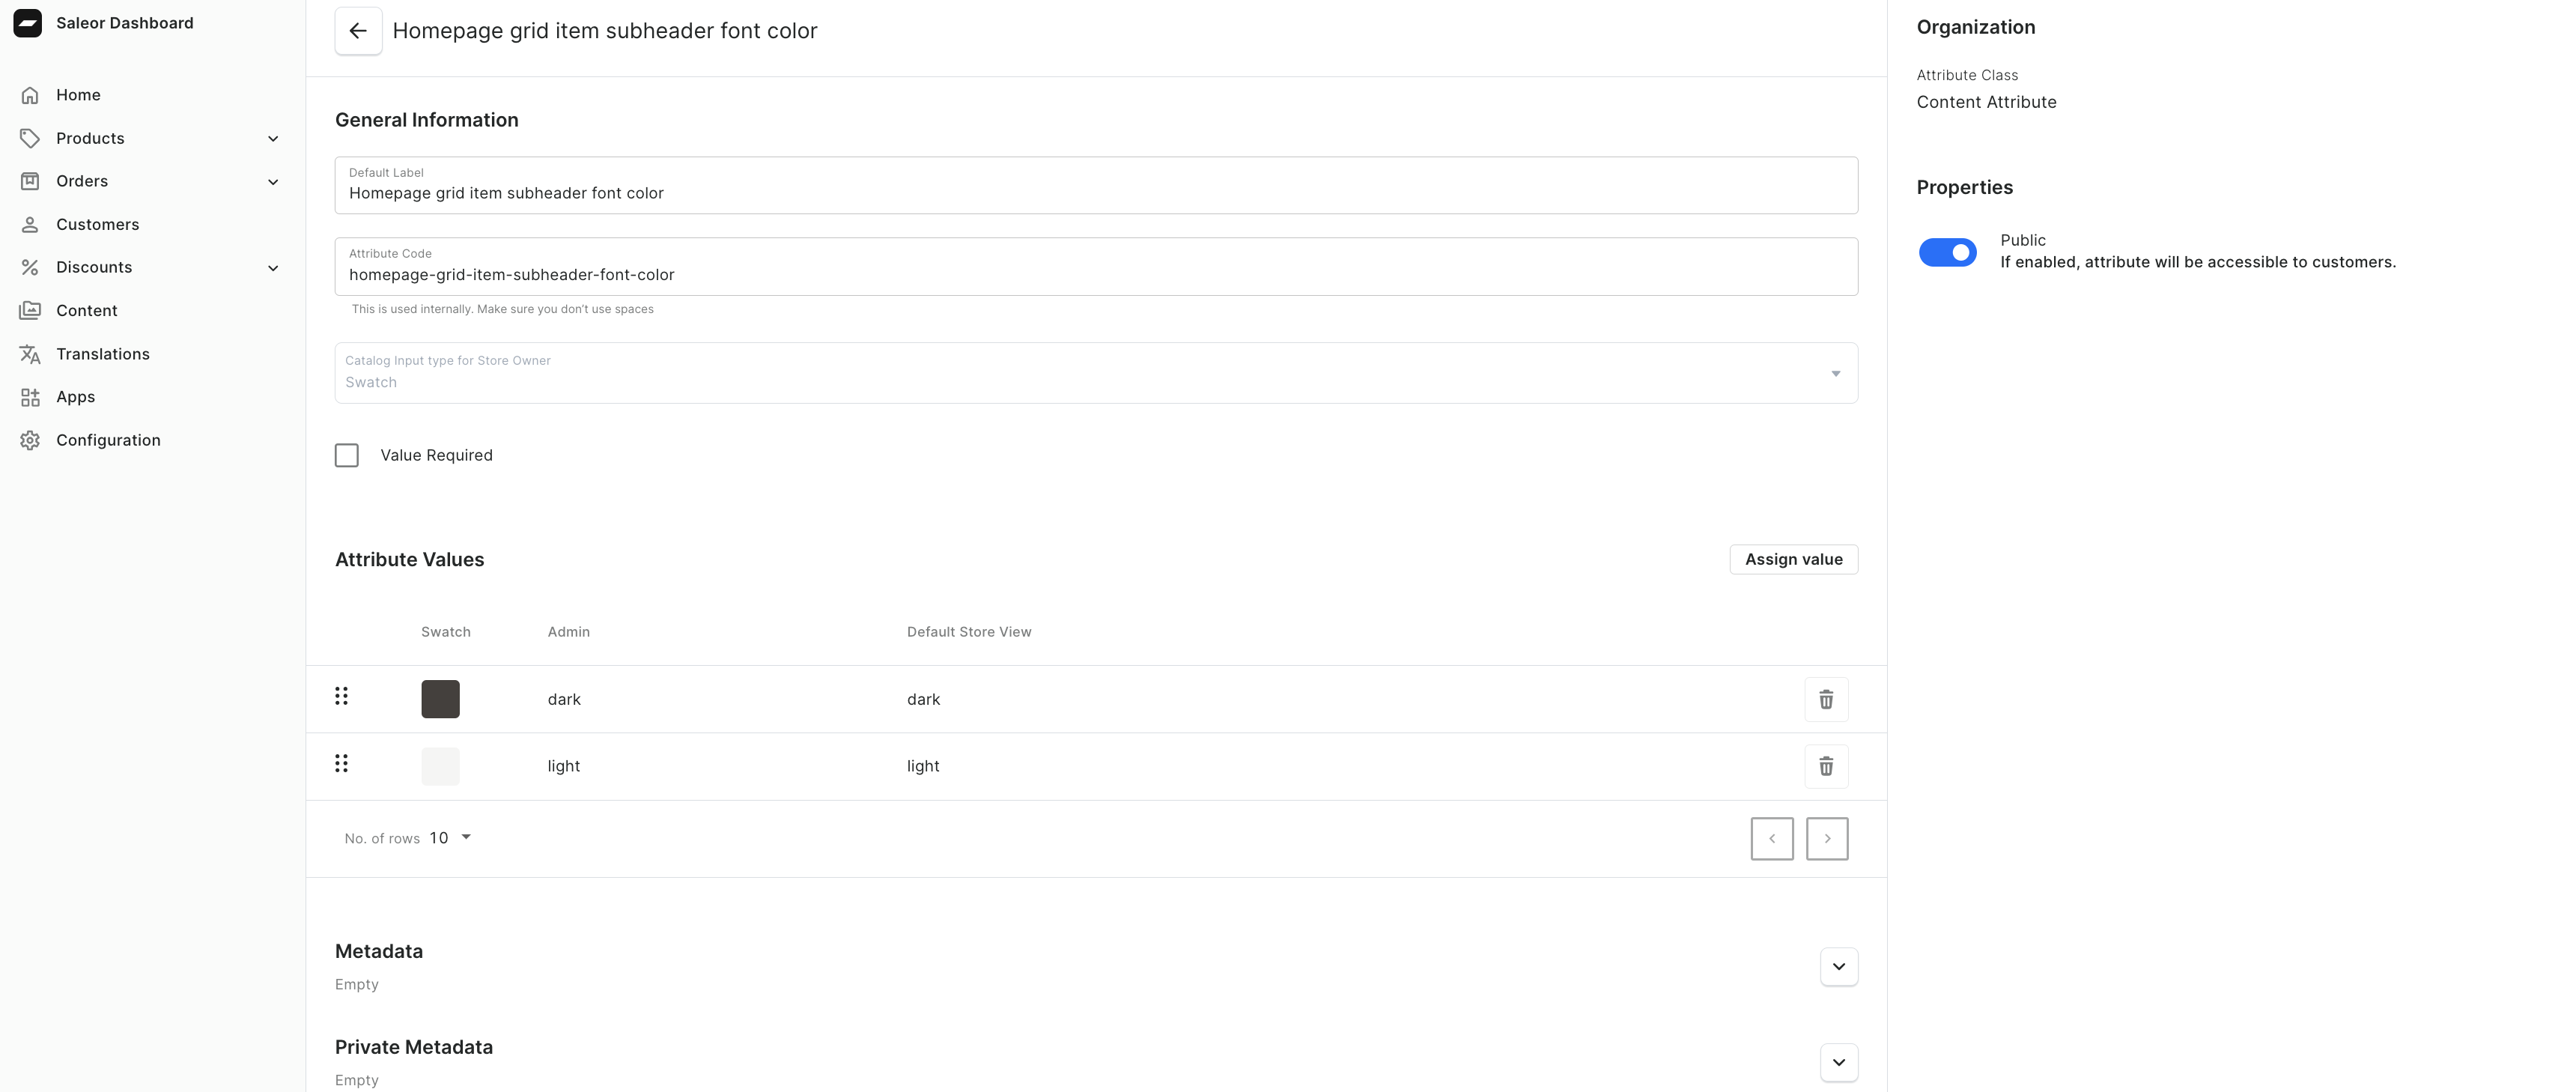 Saleor Dashboard
Home
Products
Orders
Customers
Discounts
Content
Translations
Apps
Configuration
Homepage grid item subheader font color
General Information
Default Label
Homepage grid item subheader font color
Attribute Code
homepage-grid-item-subheader-font-color
This is used internally. Make sure you don't use spaces
Catalog Input type for Store Owner
Swatch
Value Required
Attribute Values
Assign value
Swatch Admin Default Store View
dark dark
light light
No. of rows 10
Metadata
Empty
Private Metadata
Empty
Organization
Attribute Class
Content Attribute
Properties
Public
If enabled, attribute will be accessible to customers.